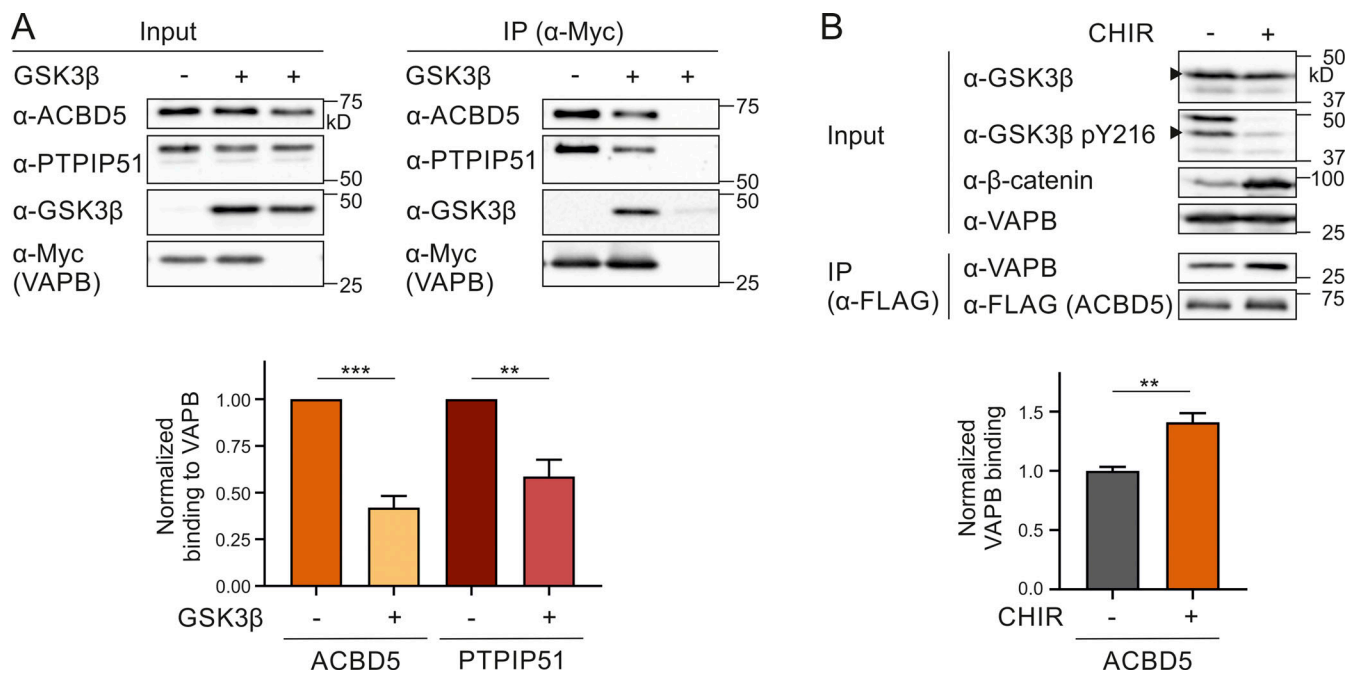 A
Input
IP (α-Myc)
GSK3β - + +
GSK3β - + +
α-ACBD5
75
kD
α-PTPIP51
50
α-GSK3β
50
α-Myc
(VAPB)
25
α-ACBD5
75
α-PTPIP51
50
α-GSK3β
50
α-Myc
(VAPB)
25
Normalized
binding to VAPB
1.00
0.75
0.50
0.25
0.00
***
**
GSK3β - + - +
ACBD5
PTPIP51
B
CHIR - +
Input
α-GSK3β
50
kD
37
α-GSK3β pY216
50
37
α-β-catenin
100
α-VAPB
25
IP
(α-FLAG)
α-VAPB
25
α-FLAG (ACBD5)
75
Normalized
VAPB binding
1.5
1.0
0.5
0.0
**
CHIR - +
ACBD5